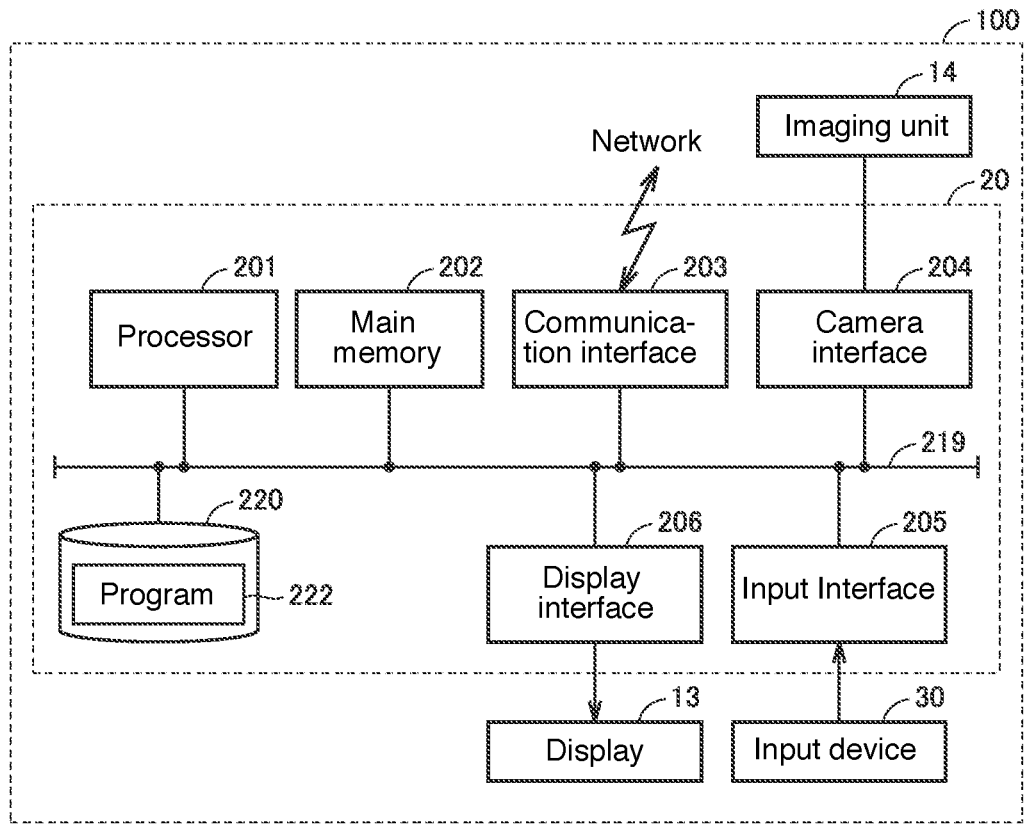 100
14
Imaging unit
Network
20
201
202
203
204
Processor
Main
memory
Communica-
tion interface
Camera
interface
219
220
206
205
Program
222
Display
interface
Input Interface
13
30
Display
Input device